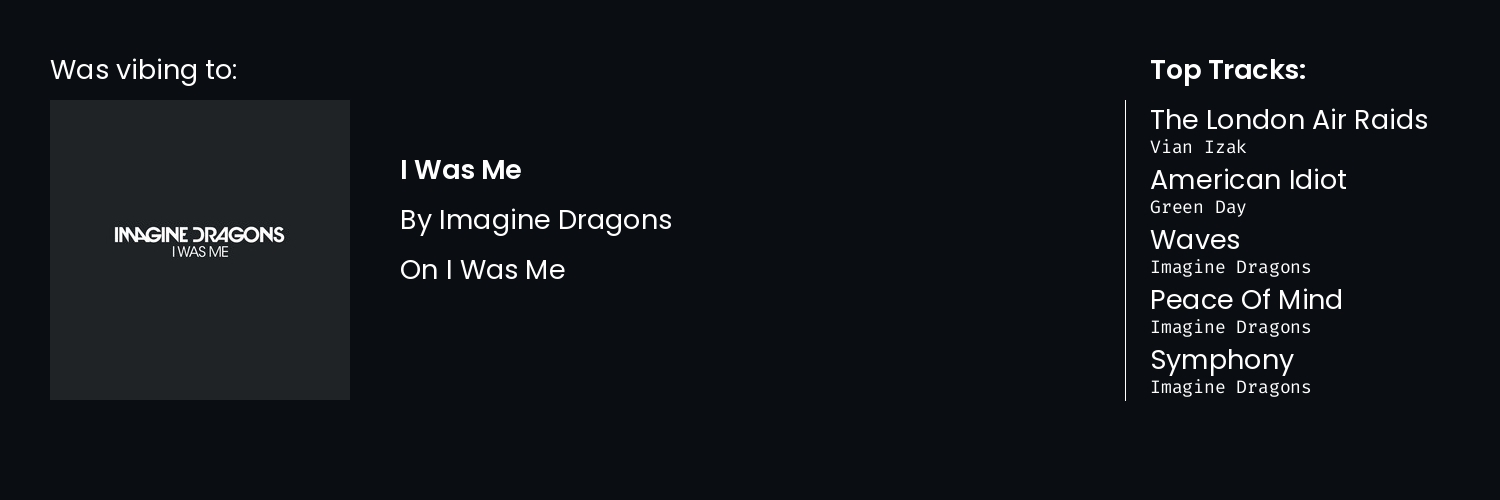 Was vibing to:
IMAGINE DRAGONS
I WAS ME
I Was Me
By Imagine Dragons
On I Was Me
Top Tracks:
The London Air Raids
Vian Izak
American Idiot
Green Day
Waves
Imagine Dragons
Peace Of Mind
Imagine Dragons
Symphony
Imagine Dragons